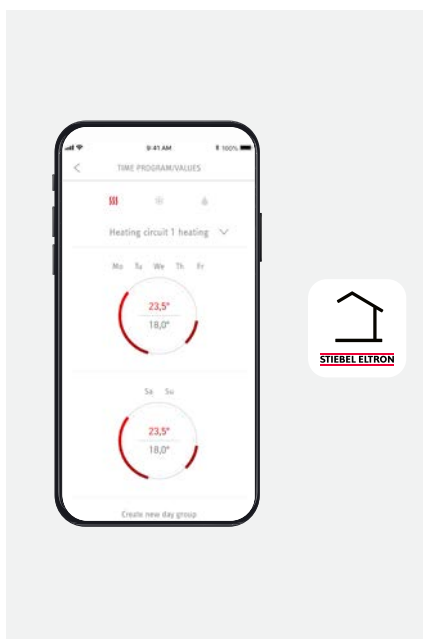 9:41 AM
100%
TIME PROGRAM/VALUES
Heating circuit 1 heating
Mo Tu We Th Fr
23,5°
18,0°
Sa Su
23,5°
18,0°
Create new day group
STIEBEL ELTRON